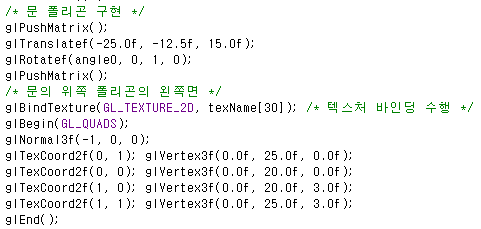 /* 문 폴리곤 구현 */
glPushMatrix();
glTranslatef(-25.0f, -12.5f, 15.0f);
glRotatef(angle0, 0, 1, 0);
glPushMatrix();
/* 문의 위쪽 폴리곤의 왼쪽면 */
glBindTexture(GL_TEXTURE_2D, texName[30]); /* 텍스처 바인딩 수행 */
glBegin(GL_QUADS);
glNormal3f(-1, 0, 0);
glTexCoord2f(0, 1); glVertex3f(0.0f, 25.0f, 0.0f);
glTexCoord2f(0, 0); glVertex3f(0.0f, 20.0f, 0.0f);
glTexCoord2f(1, 0); glVertex3f(0.0f, 20.0f, 3.0f);
glTexCoord2f(1, 1); glVertex3f(0.0f, 25.0f, 3.0f);
glEnd();